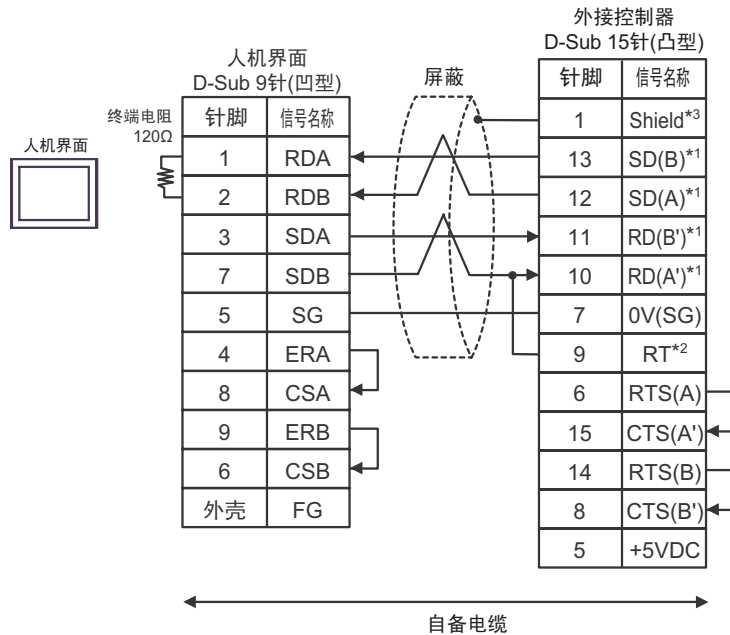 外接控制器
D-Sub 15针(凸型)
人机界面
D-Sub 9针(凹型)
屏蔽
针脚 信号名称
终端电阻
120Ω
人机界面
针脚 信号名称
1 RDA
2 RDB
3 SDA
7 SDB
5 SG
4 ERA
8 CSA
9 ERB
6 CSB
外壳 FG
1 Shield*3
13 SD(B)*1
12 SD(A)*1
11 RD(B')*1
10 RD(A')*1
7 0V(SG)
9 RT*2
6 RTS(A)
15 CTS(A')
14 RTS(B)
8 CTS(B')
5 +5VDC
自备电缆